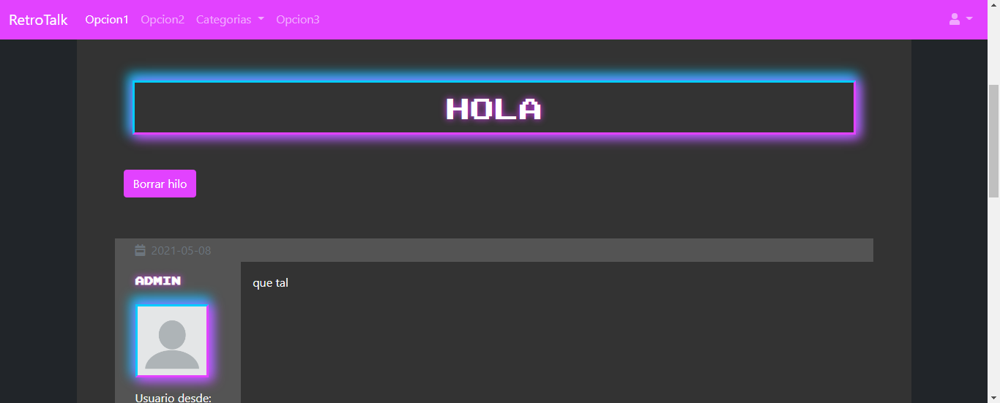 RetroTalk Opcion1 Opcion2 Categorias Opcion3
HOLA
Borrar hilo
2021-05-08
ADMIN
que tal
Usuario desde: